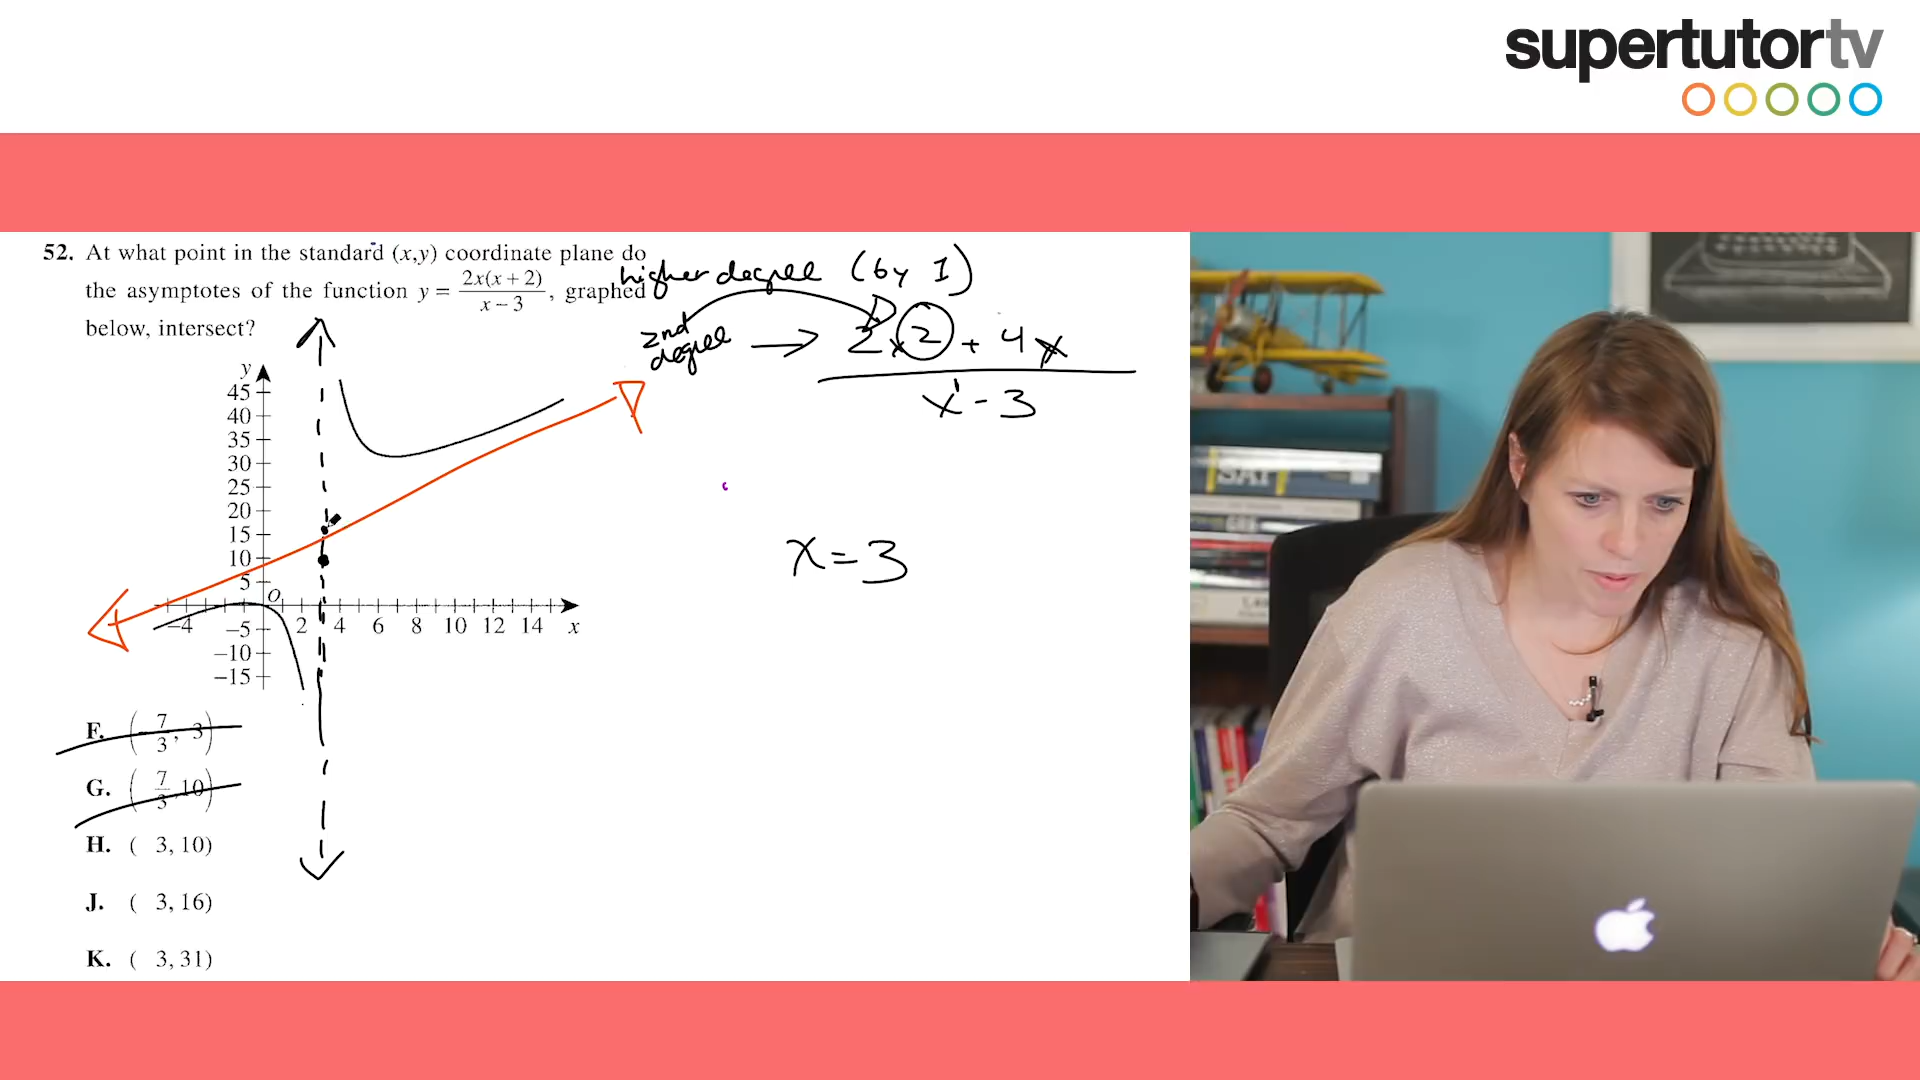 supertutortv
52. At what point in the standard (x,y) coordinate plane do
the asymptotes of the function y = 2x(x + 2) / x − 3, graphed
below, intersect?
higher degree (by 1)
2nd
degree → 2x² + 4x
x¹ - 3
x = 3
y
45
40
35
30
25
20
15
10
5
O
−4 2 4 6 8 10 12 14 x
−5
−10
−15
F. ( 7/3, 3)
G. ( 7/3, 10)
H. ( 3, 10)
J. ( 3, 16)
K. ( 3, 31)
SAT